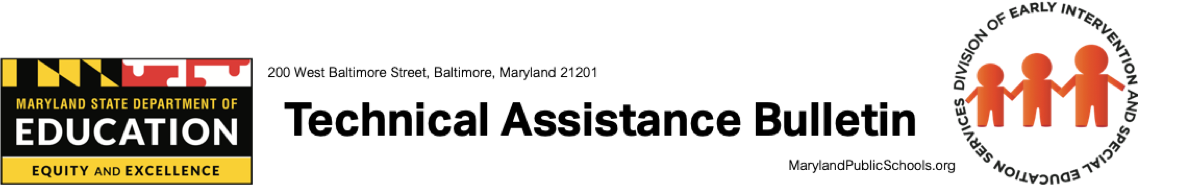 MARYLAND STATE DEPARTMENT OF
EDUCATION
EQUITY AND EXCELLENCE
200 West Baltimore Street, Baltimore, Maryland 21201
Technical Assistance Bulletin
MarylandPublicSchools.org
DIVISION OF EARLY INTERVENTION AND SPECIAL EDUCATION SERVICES